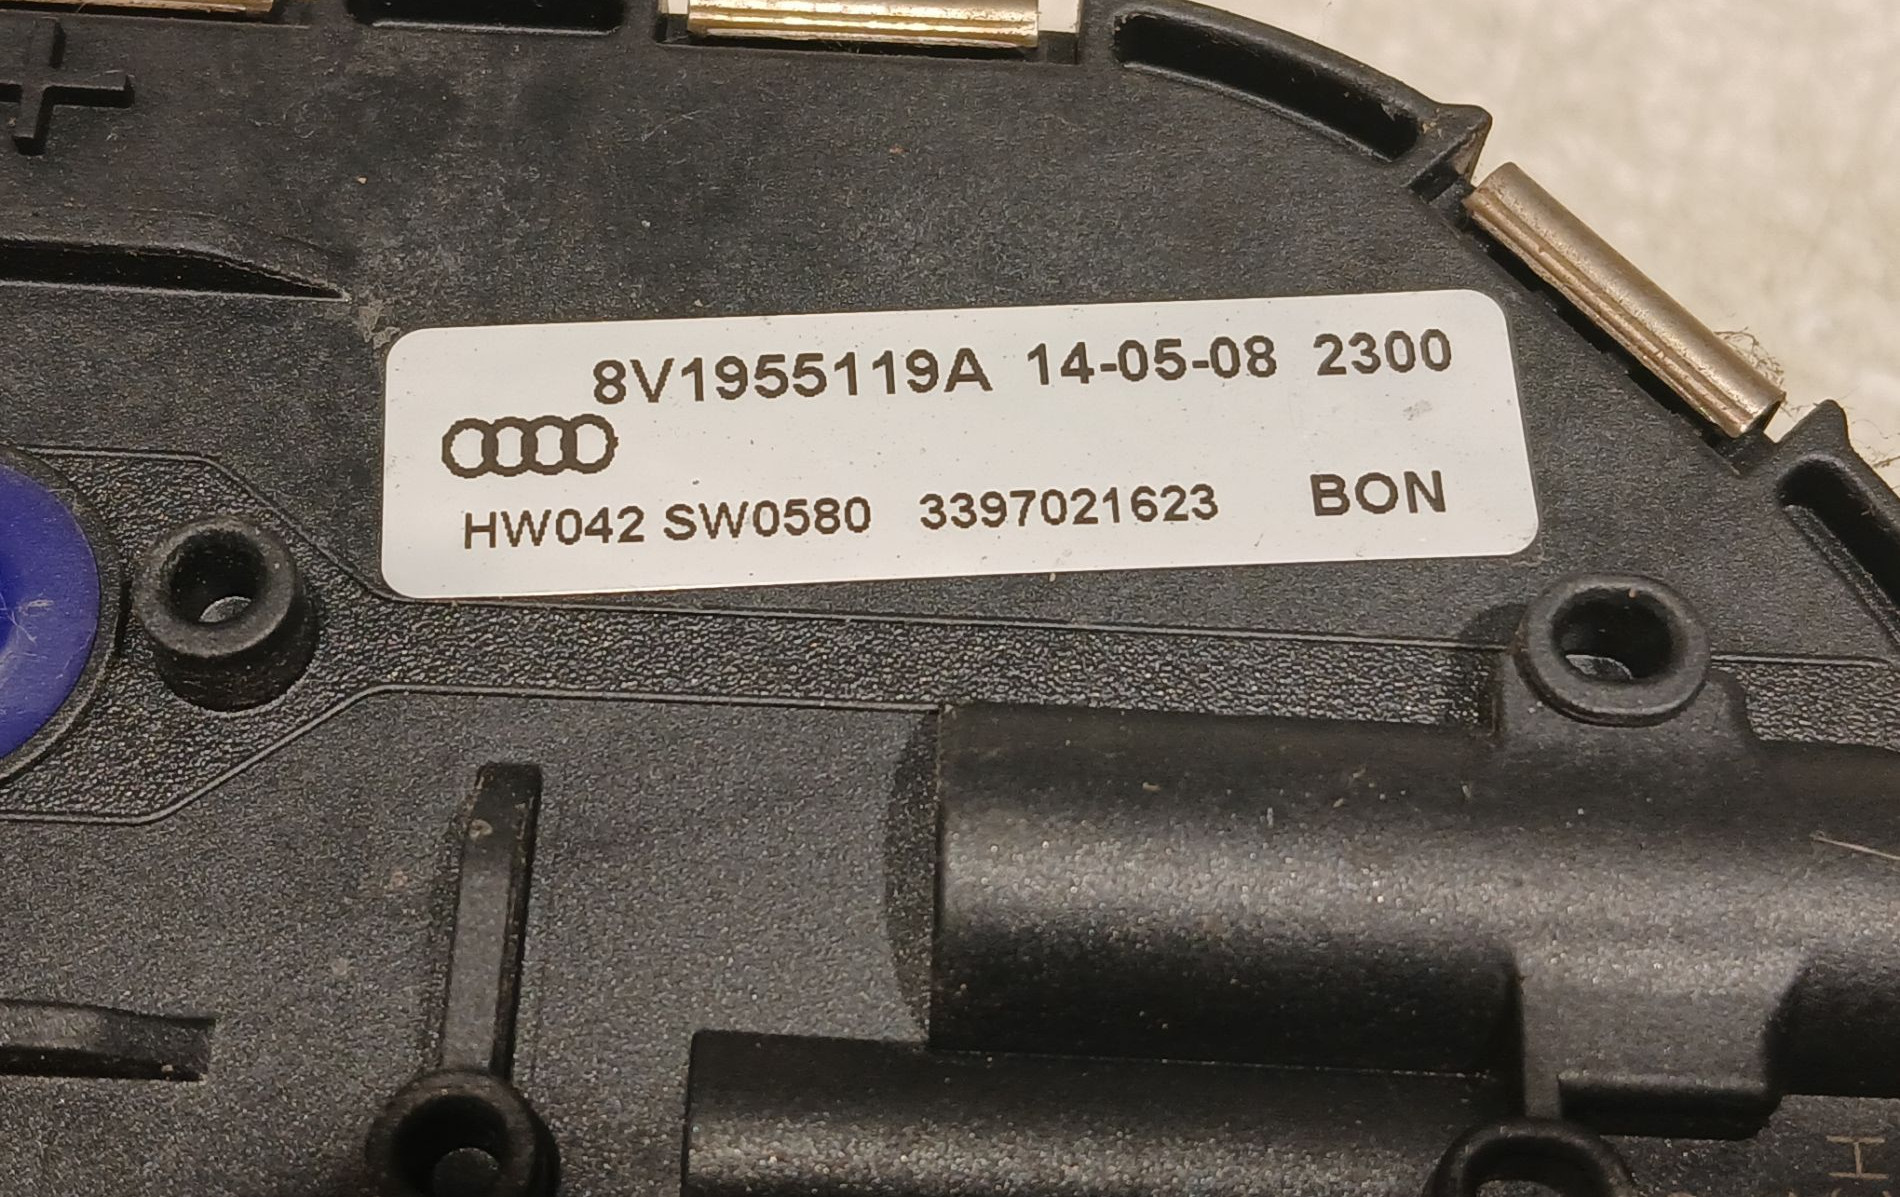 8V1955119A 14-05-08 2300
HW042 SW0580 3397021623 BON